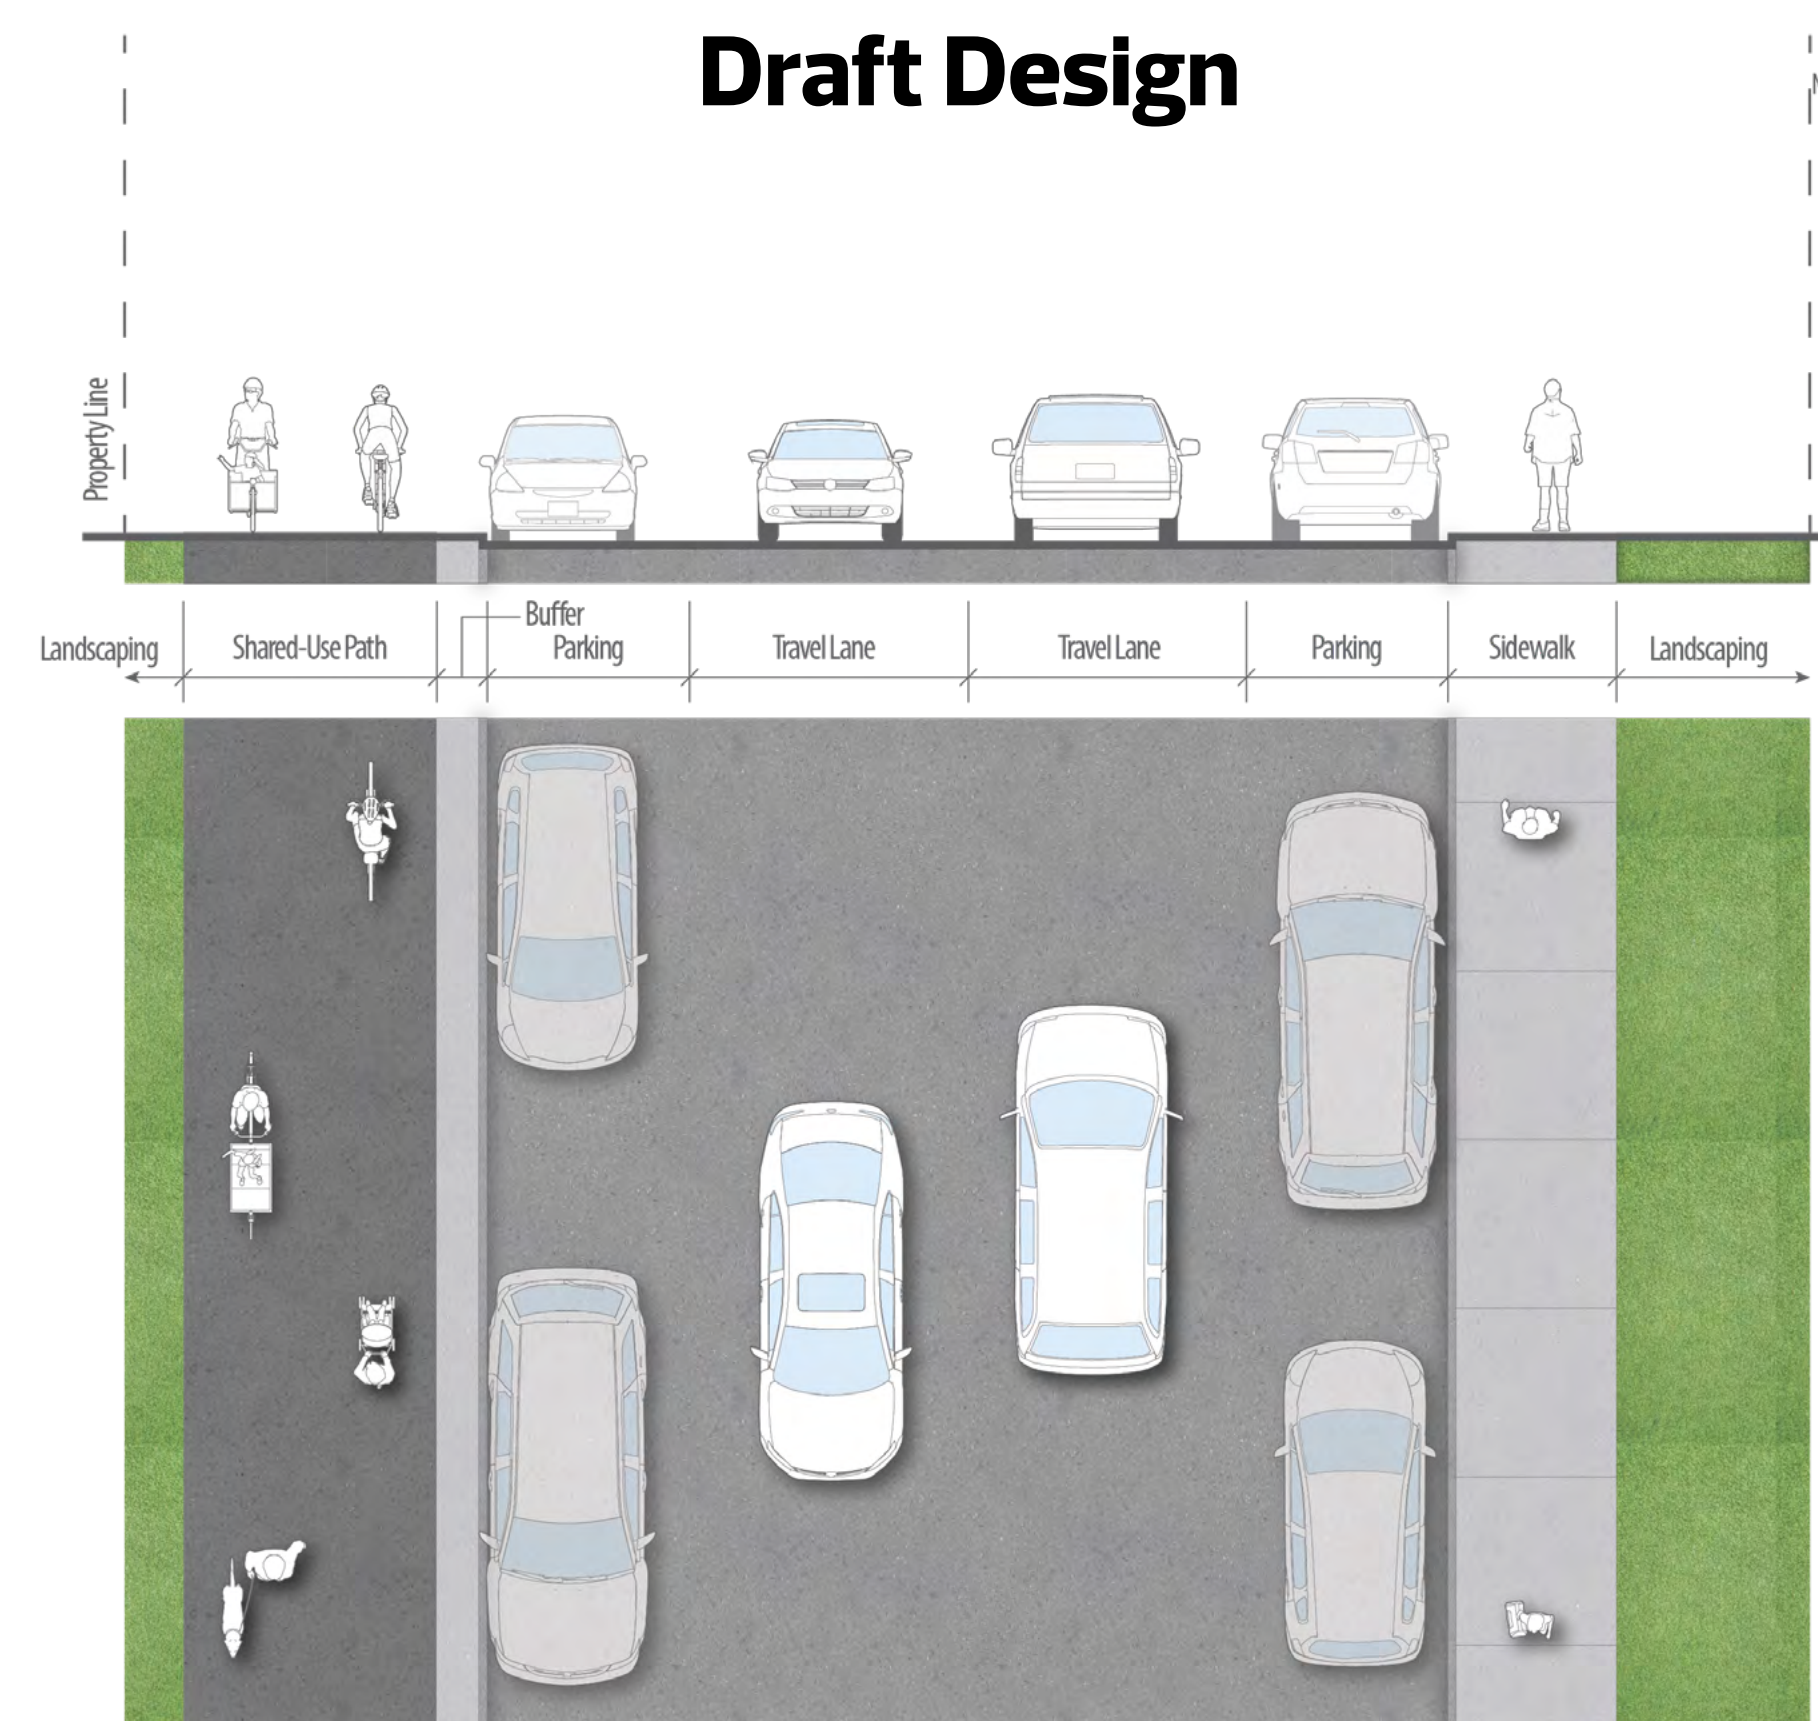 Draft Design
Property Line
Buffer
Landscaping
Shared-Use Path
Parking
Travel Lane
Travel Lane
Parking
Sidewalk
Landscaping